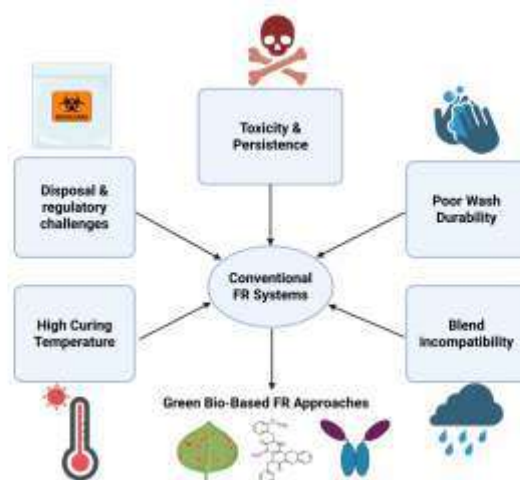 Toxicity &
Persistence
Disposal &
regulatory
challenges
Poor Wash
Durability
Conventional
FR Systems
High Curing
Temperature
Blend
Incompatibility
Green Bio-Based FR Approaches